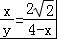 x/y = 2√2/4-x